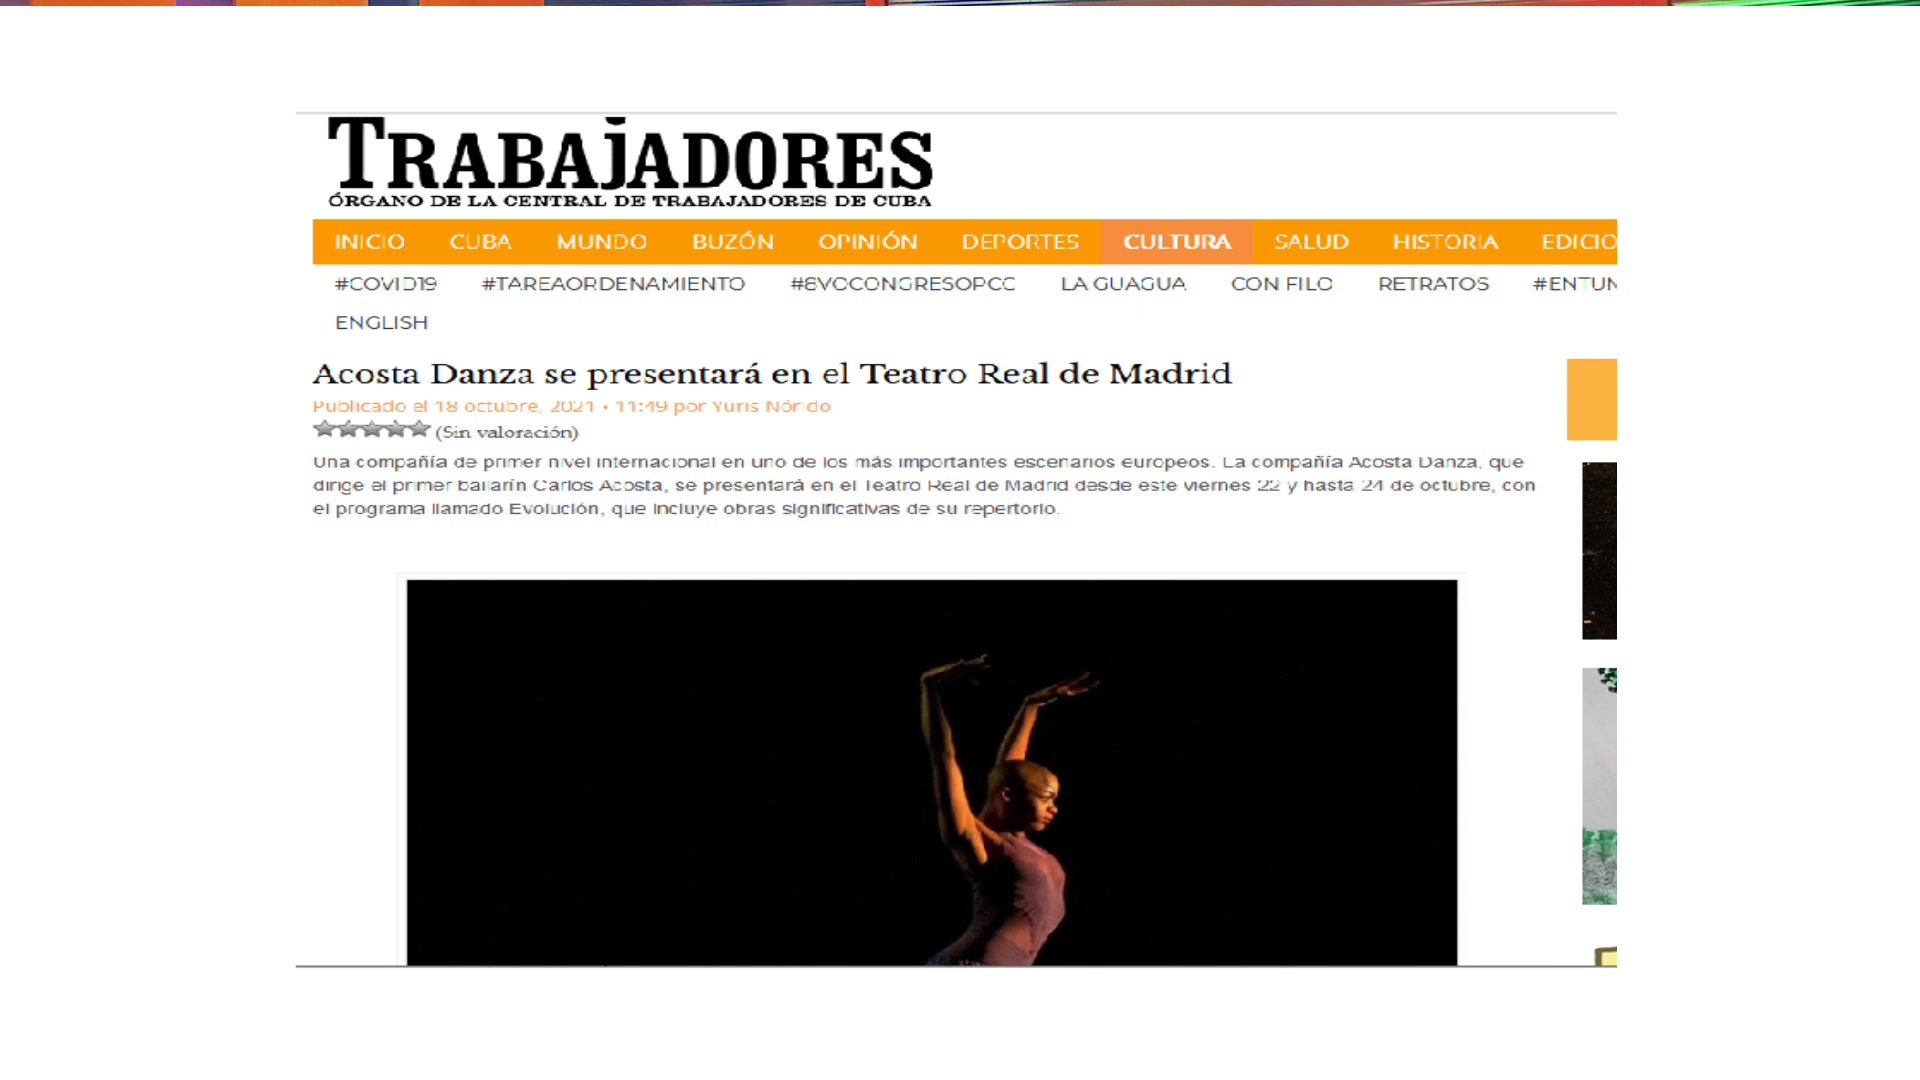 TRABAJADORES
ÓRGANO DE LA CENTRAL DE TRABAJADORES DE CUBA
INICIO CUBA MUNDO BUZÓN OPINIÓN DEPORTES CULTURA SALUD HISTORIA EDICIO
#COVID19 #TAREAORDENAMIENTO #8VOCONGRESOPCC LA GUAGUA CON FILO RETRATOS #ENTUN
ENGLISH
Acosta Danza se presentará en el Teatro Real de Madrid
Publicado el 18 octubre, 2021 • 11:49 por Yuris Nórido
(Sin valoración)
Una compañía de primer nivel internacional en uno de los más importantes escenarios europeos. La compañía Acosta Danza, que
dirige el primer bailarín Carlos Acosta, se presentará en el Teatro Real de Madrid desde este viernes 22 y hasta 24 de octubre, con
el programa llamado Evolución, que incluye obras significativas de su repertorio.